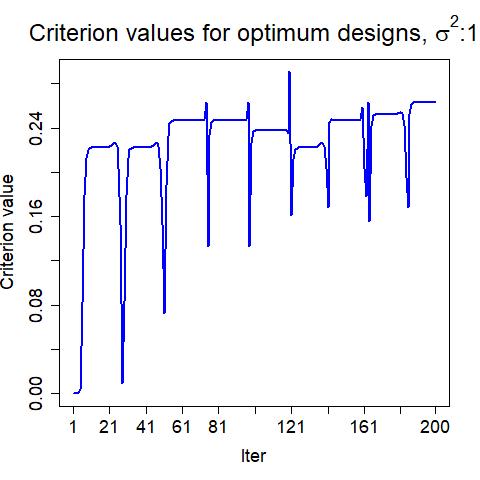 Criterion values for optimum designs, σ²:1
Criterion value
0.24
0.16
0.08
0.00
1 21 41 61 81 121 161 200
Iter